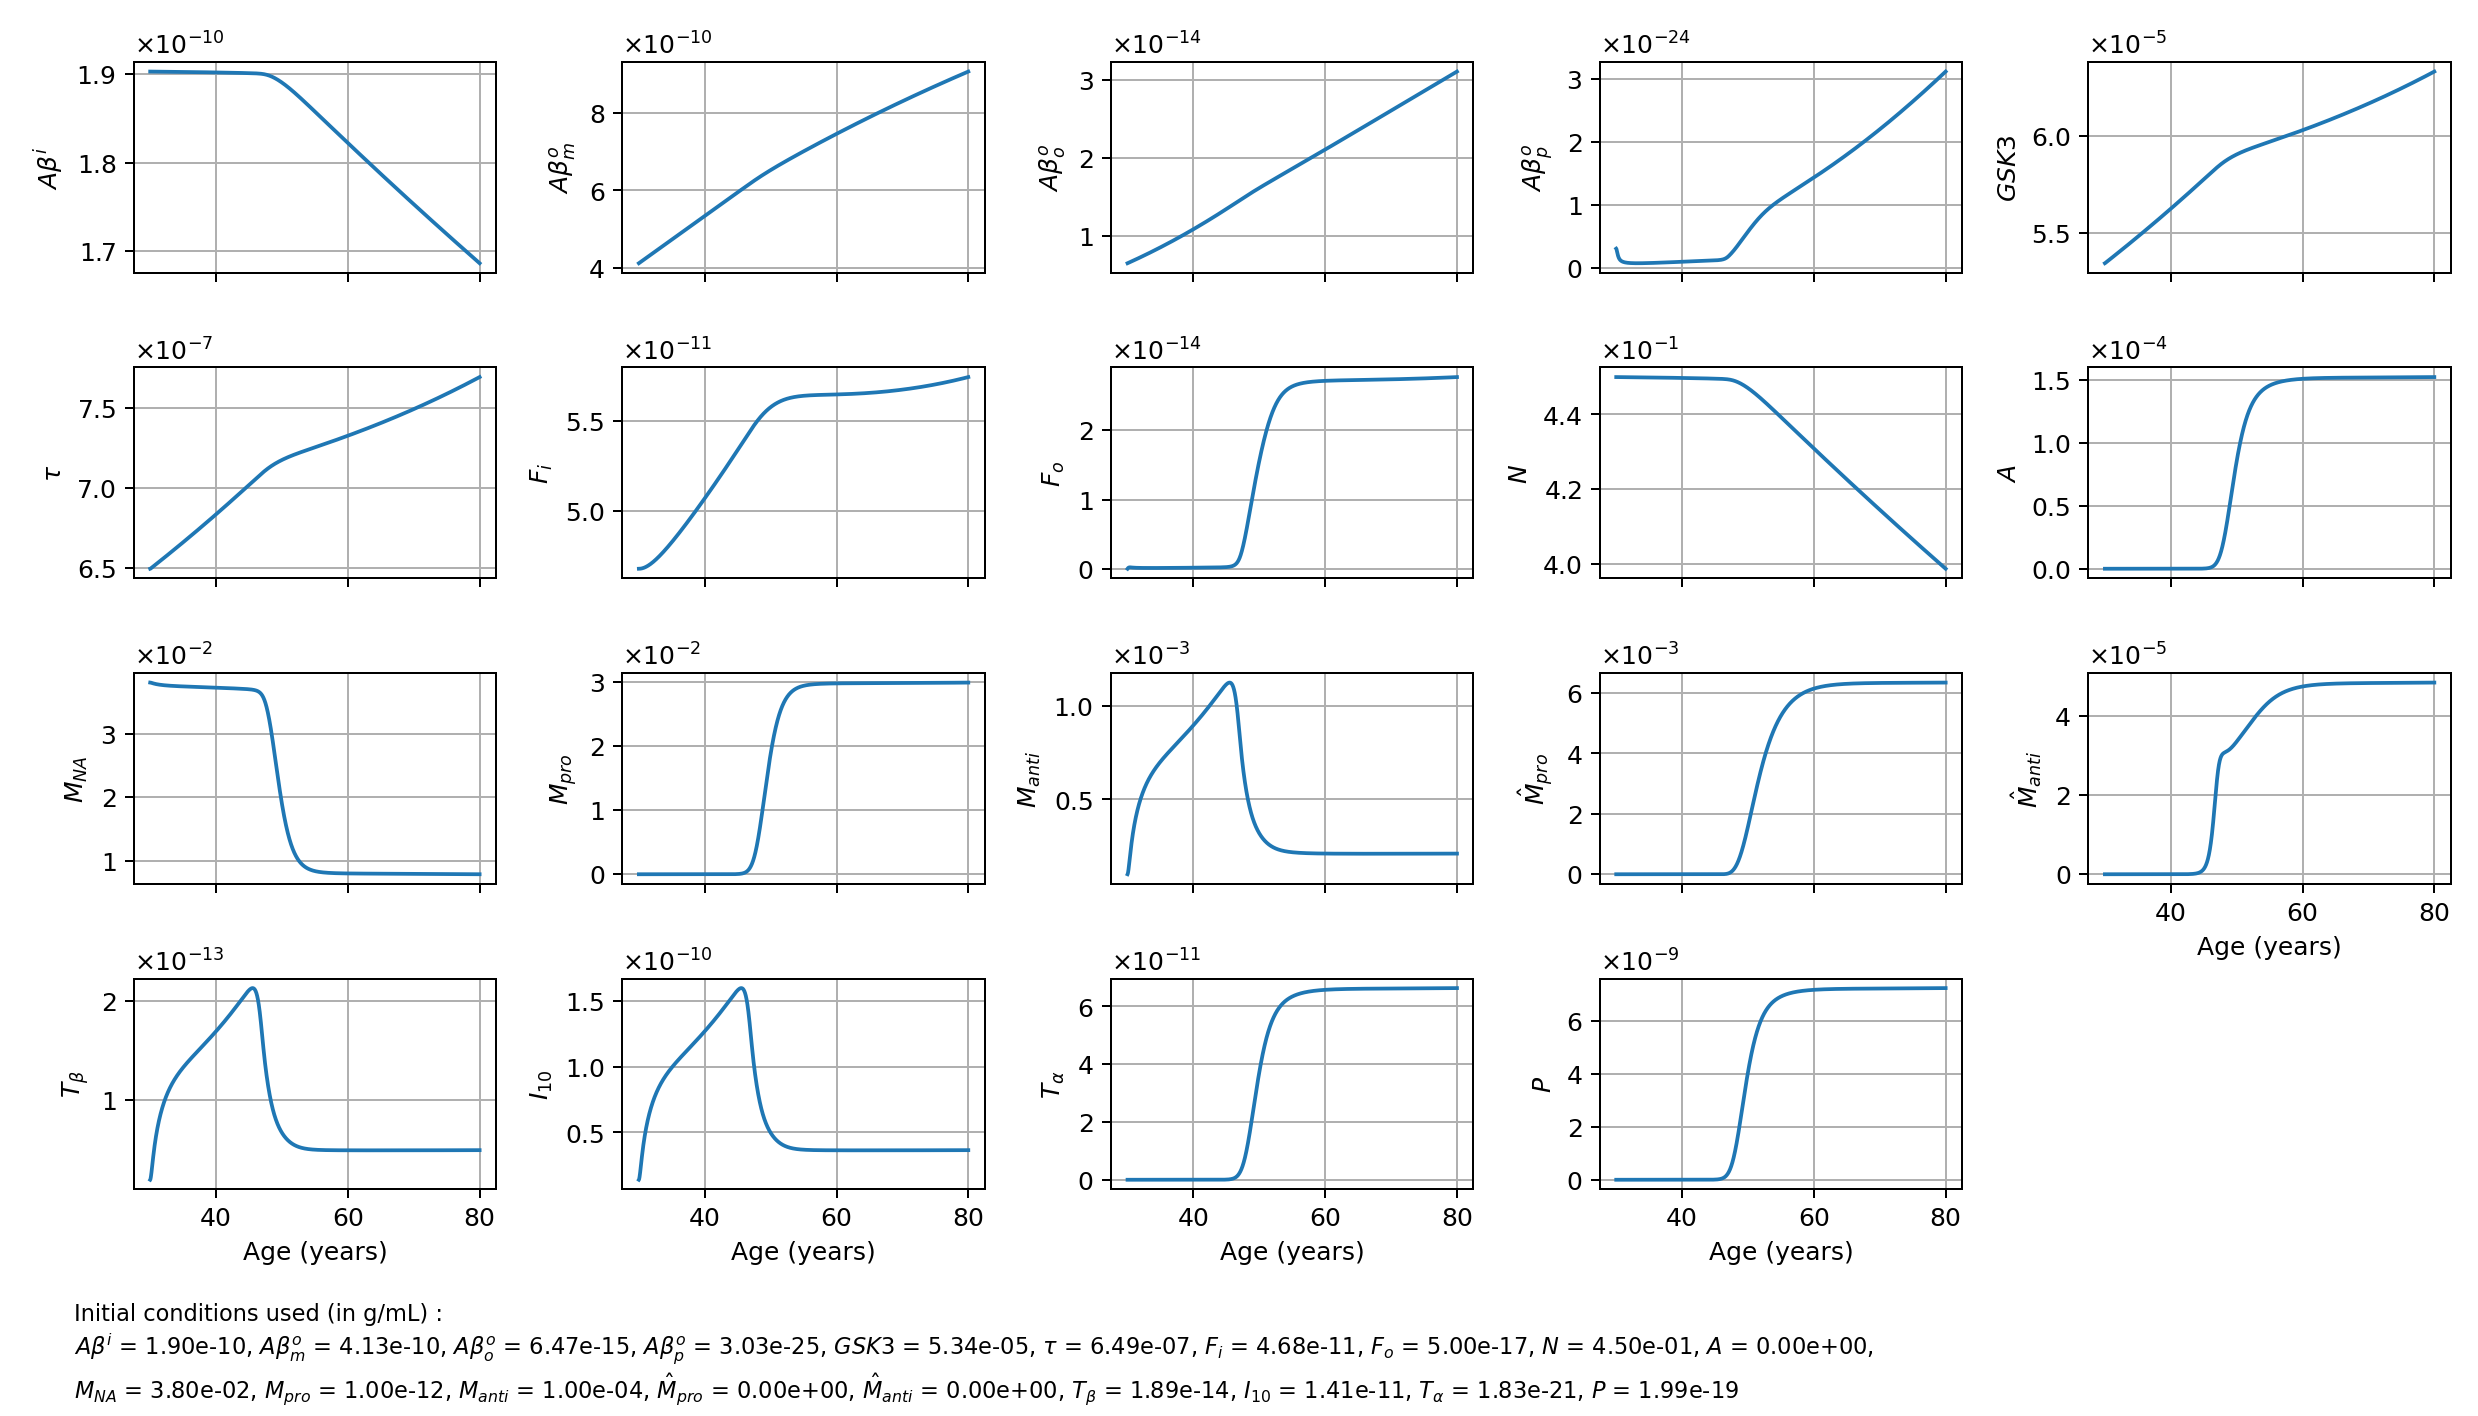 ×10⁻¹⁰ ×10⁻¹⁰ ×10⁻¹⁴ ×10⁻²⁴ ×10⁻⁵
Aβⁱ 1.9 1.8 1.7
Aβₘᵒ 8 6 4
Aβₒᵒ 3 2 1
Aβₚᵒ 3 2 1 0
GSK3 6.0 5.5
×10⁻⁷ ×10⁻¹¹ ×10⁻¹⁴ ×10⁻¹ ×10⁻⁴
τ 7.5 7.0 6.5
Fᵢ 5.5 5.0
Fₒ 2 1 0
N 4.4 4.2 4.0
A 1.5 1.0 0.5 0.0
×10⁻² ×10⁻² ×10⁻³ ×10⁻³ ×10⁻⁵
M_NA 3 2 1
M_pro 3 2 1 0
M_anti 1.0 0.5
M̂_pro 6 4 2 0
M̂_anti 4 2 0
40 60 80
Age (years)
×10⁻¹³ ×10⁻¹⁰ ×10⁻¹¹ ×10⁻⁹
T_β 2 1
I₁₀ 1.5 1.0 0.5
T_α 6 4 2 0
P 6 4 2 0
40 60 80 40 60 80 40 60 80 40 60 80
Age (years) Age (years) Age (years) Age (years)
Initial conditions used (in g/mL) :
Aβⁱ = 1.90e-10, Aβₘᵒ = 4.13e-10, Aβₒᵒ = 6.47e-15, Aβₚᵒ = 3.03e-25, GSK3 = 5.34e-05, τ = 6.49e-07, Fᵢ = 4.68e-11, Fₒ = 5.00e-17, N = 4.50e-01, A = 0.00e+00,
M_NA = 3.80e-02, M_pro = 1.00e-12, M_anti = 1.00e-04, M̂_pro = 0.00e+00, M̂_anti = 0.00e+00, T_β = 1.89e-14, I₁₀ = 1.41e-11, T_α = 1.83e-21, P = 1.99e-19